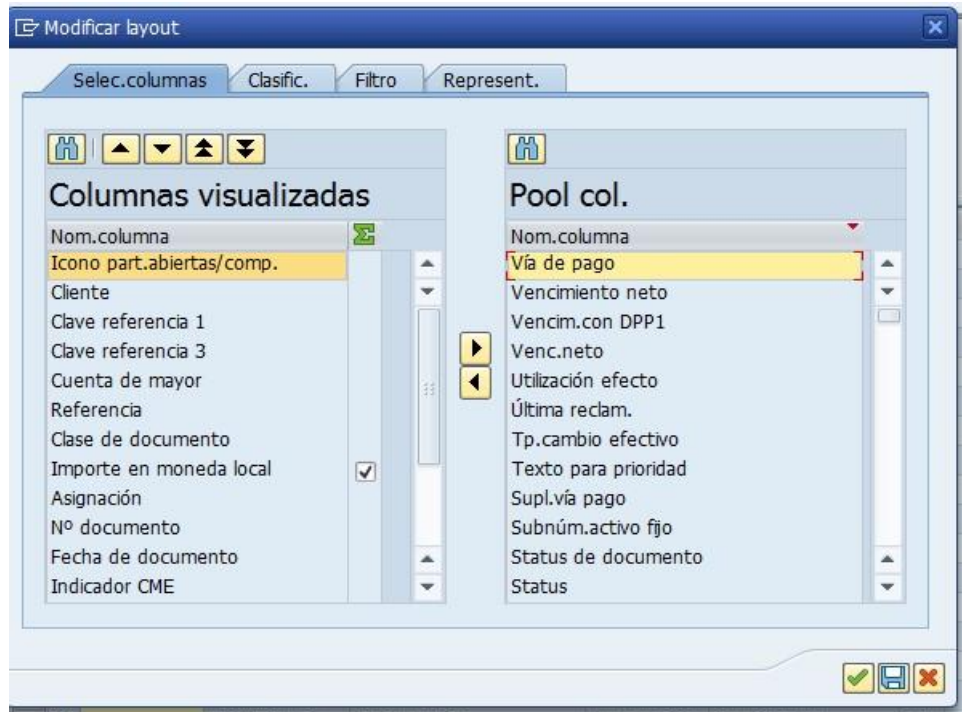 Modificar layout
Selec.columnas
Clasific.
Filtro
Represent.
Columnas visualizadas
Nom.columna
Icono part.abiertas/comp.
Cliente
Clave referencia 1
Clave referencia 3
Cuenta de mayor
Referencia
Clase de documento
Importe en moneda local
Asignación
Nº documento
Fecha de documento
Indicador CME
Pool col.
Nom.columna
Vía de pago
Vencimiento neto
Vencim.con DPP1
Venc.neto
Utilización efecto
Última reclam.
Tp.cambio efectivo
Texto para prioridad
Supl.vía pago
Subnúm.activo fijo
Status de documento
Status